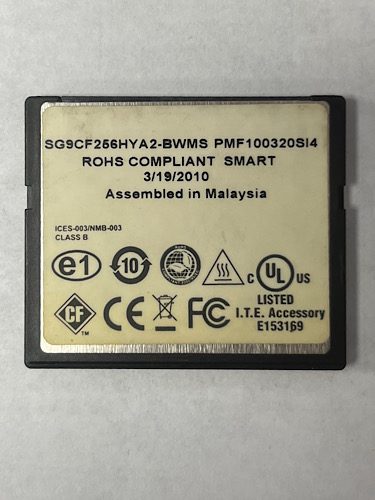 SG9CF256HYA2-BWMS PMF100320SI4
ROHS COMPLIANT SMART
3/19/2010
Assembled in Malaysia
ICES-003/NMB-003
CLASS B
e1 10 C UL US
LISTED
CF TM CE FC I.T.E. Accessory
E153169